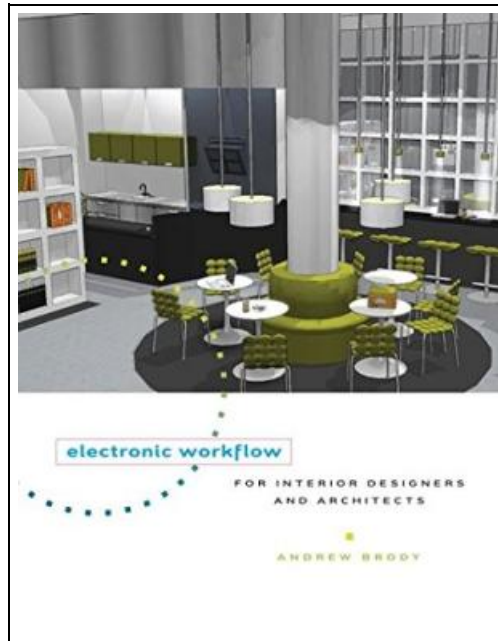 electronic workflow
FOR INTERIOR DESIGNERS
AND ARCHITECTS
ANDREW BRODY